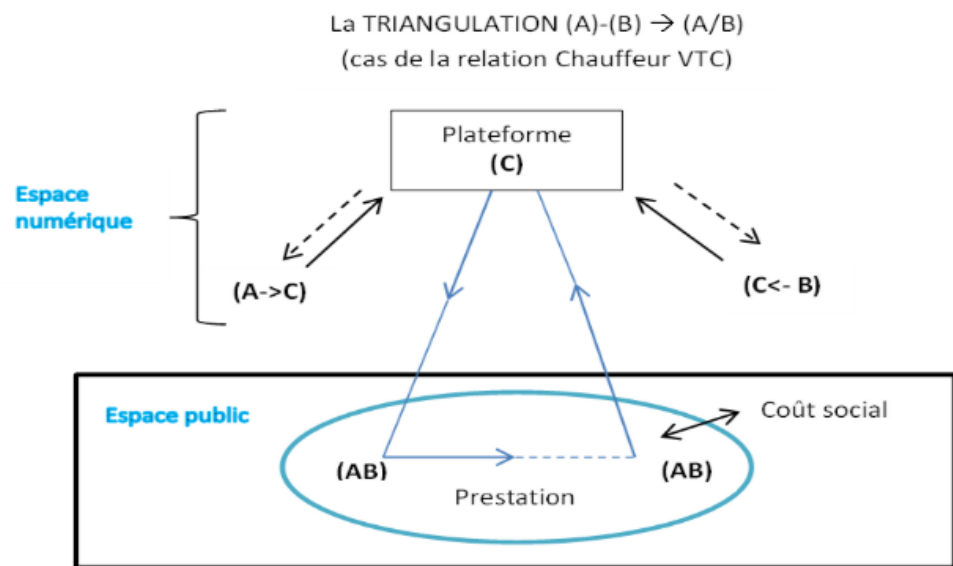 La TRIANGULATION (A)-(B) → (A/B)
(cas de la relation Chauffeur VTC)
Plateforme
(C)
Espace
numérique
(A->C)
(C<- B)
Espace public
Coût social
(AB)
(AB)
Prestation